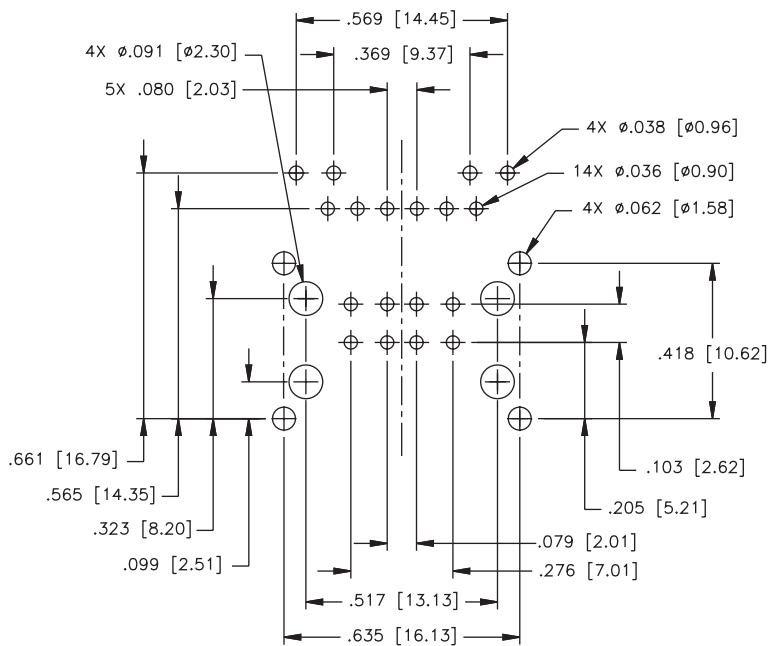 .569 [14.45]
4X ø.091 [ø2.30]
.369 [9.37]
5X .080 [2.03]
4X ø.038 [ø0.96]
14X ø.036 [ø0.90]
4X ø.062 [ø1.58]
.418 [10.62]
.661 [16.79]
.103 [2.62]
.565 [14.35]
.205 [5.21]
.323 [8.20]
.079 [2.01]
.099 [2.51]
.276 [7.01]
.517 [13.13]
.635 [16.13]